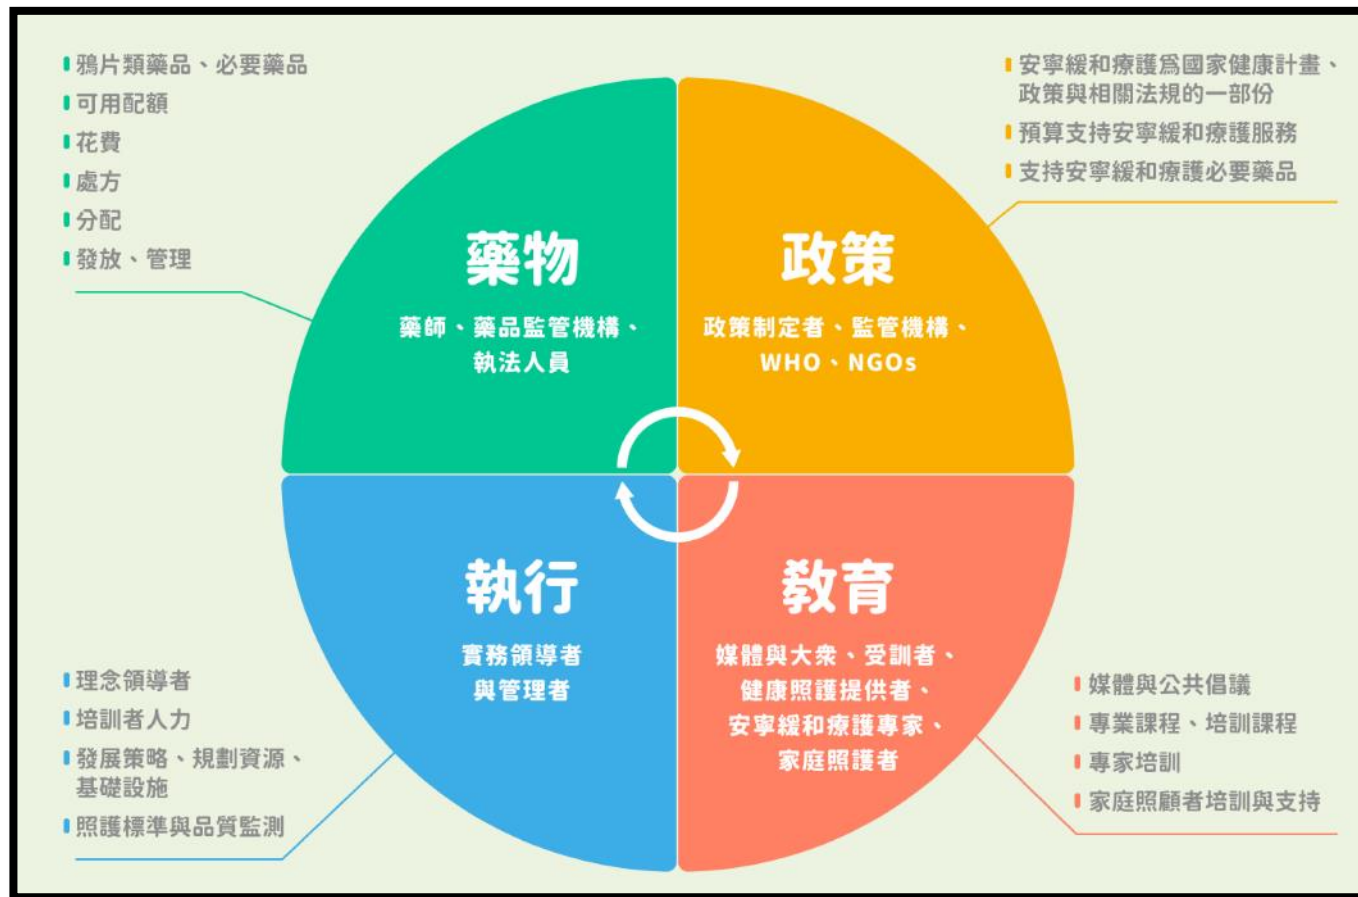 鴉片類藥品、必要藥品
可用配額
花費
處方
分配
發放、管理
安寧緩和療護為國家健康計畫、
政策與相關法規的一部份
預算支持安寧緩和療護服務
支持安寧緩和療護必要藥品
藥物
藥師、藥品監管機構、
執法人員
政策
政策制定者、監管機構、
WHO、NGOs
執行
實務領導者
與管理者
教育
媒體與大眾、受訓者、
健康照護提供者、
安寧緩和療護專家、
家庭照護者
理念領導者
培訓者人力
發展策略、規劃資源、
基礎設施
照護標準與品質監測
媒體與公共倡議
專業課程、培訓課程
專家培訓
家庭照顧者培訓與支持